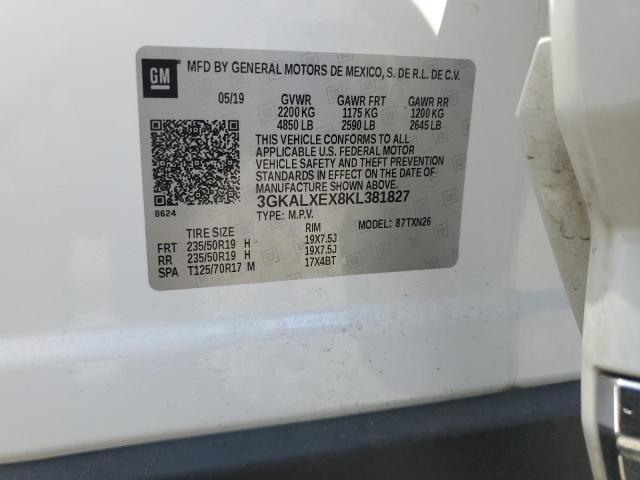 GM
MFD BY GENERAL MOTORS DE MEXICO, S. DE R.L. DE C.V.
05/19 GVWR GAWR FRT GAWR RR
2200 KG 1175 KG 1200 KG
4850 LB 2590 LB 2645 LB
THIS VEHICLE CONFORMS TO ALL
APPLICABLE U.S. FEDERAL MOTOR
VEHICLE SAFETY AND THEFT PREVENTION
STANDARDS IN EFFECT ON THE DATE OF
MANUFACTURE SHOWN ABOVE.
3GKALXEX8KL381827
8624
TYPE: M.P.V. MODEL: 87TXN26
TIRE SIZE RIM
FRT 235/50R19 H 19X7.5J
RR 235/50R19 H 19X7.5J
SPA T125/70R17 M 17X4BT